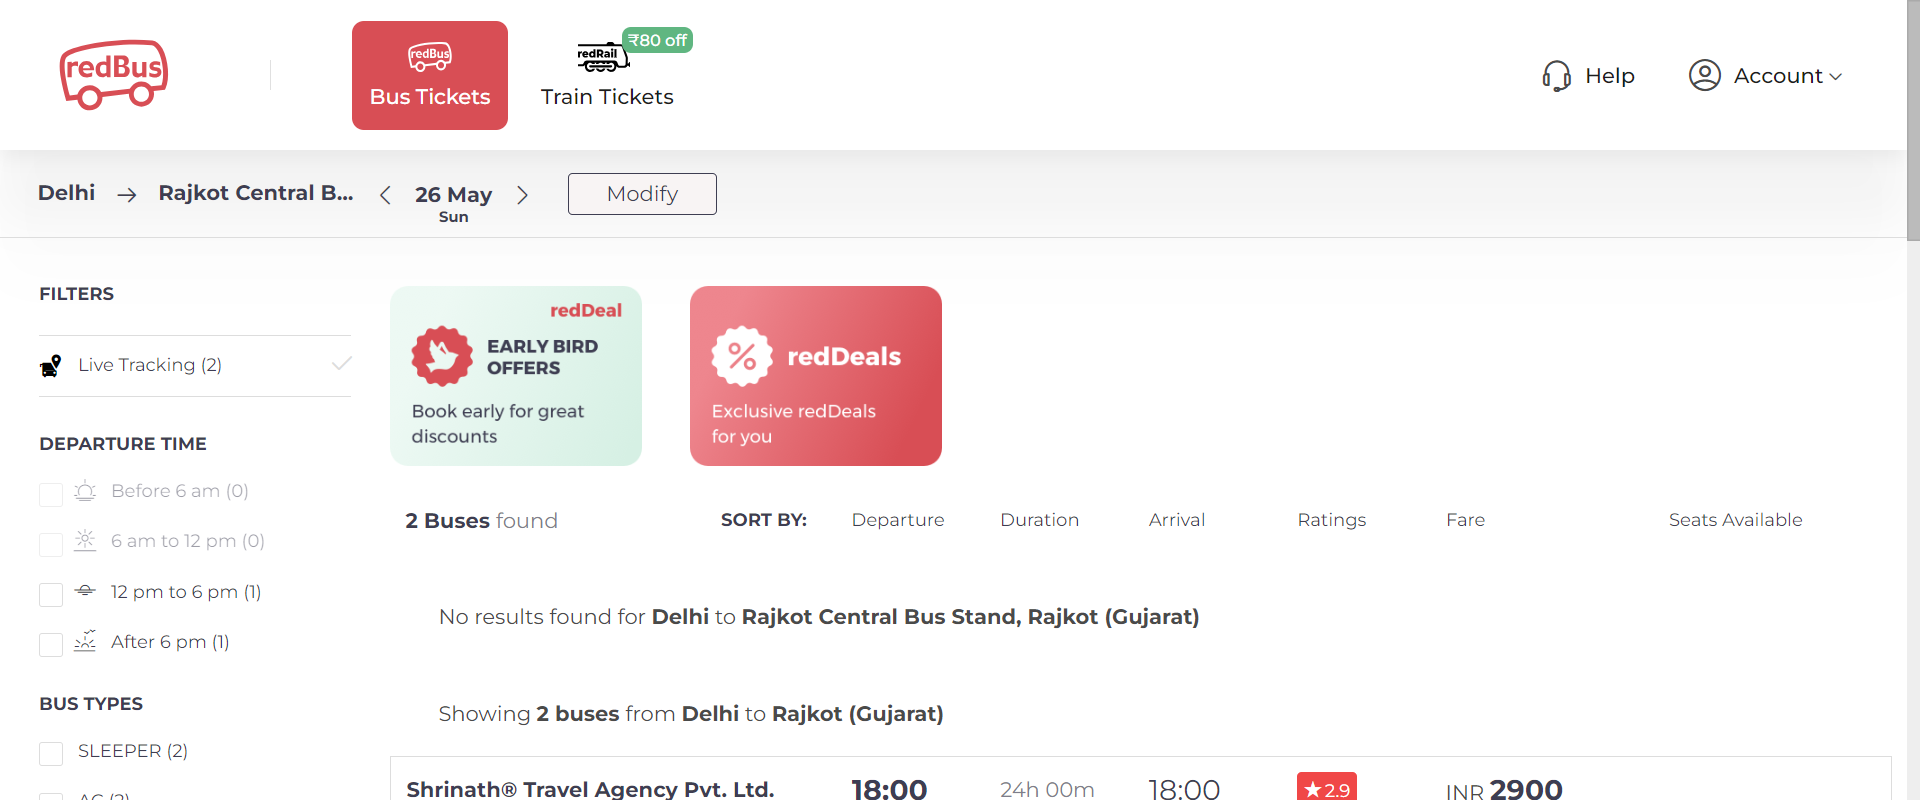 redBus
redBus
Bus Tickets
redRail
₹80 off
Train Tickets
Help
Account
Delhi
Rajkot Central B...
26 May
Sun
Modify
FILTERS
Live Tracking (2)
DEPARTURE TIME
Before 6 am (0)
6 am to 12 pm (0)
12 pm to 6 pm (1)
After 6 pm (1)
BUS TYPES
SLEEPER (2)
AC (2)
redDeal
EARLY BIRD
OFFERS
Book early for great
discounts
%
redDeals
Exclusive redDeals
for you
2 Buses found
SORT BY: Departure Duration Arrival Ratings Fare Seats Available
No results found for Delhi to Rajkot Central Bus Stand, Rajkot (Gujarat)
Showing 2 buses from Delhi to Rajkot (Gujarat)
Shrinath® Travel Agency Pvt. Ltd. 18:00 24h 00m 18:00 ★2.9 INR 2900